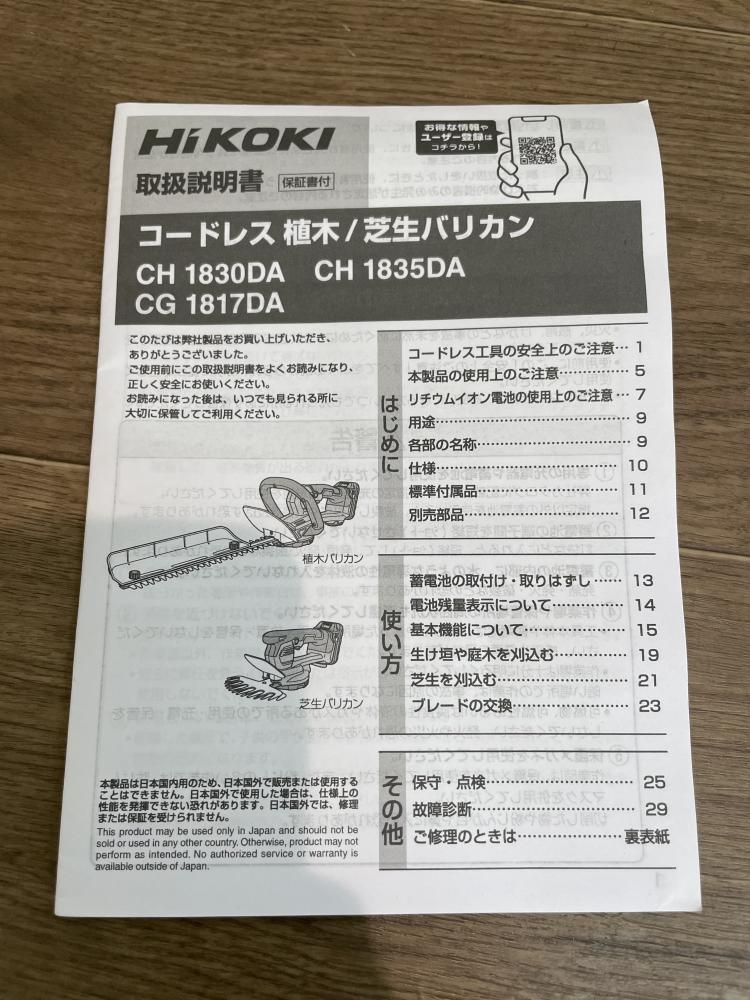 HiKOKI
取扱説明書 保証書付
お得な情報や
ユーザー登録は
コチラから!
コードレス 植木/芝生バリカン
CH 1830DA CH 1835DA
CG 1817DA
このたびは弊社製品をお買い上げいただき、
ありがとうございました。
ご使用前にこの取扱説明書をよくお読みになり、
正しく安全にお使いください。
お読みになった後は、いつでも見られる所に
大切に保管してご利用ください。
植木バリカン
芝生バリカン
本製品は日本国内用のため、日本国外で販売または使用する
ことはできません。日本国外で使用した場合は、仕様上の
性能を発揮できない恐れがあります。日本国外では、修理
または保証を受けられません。
This product may be used only in Japan and should not be
sold or used in any other country. Otherwise, product may not
perform as intended. No authorized service or warranty is
available outside of Japan.
はじめに
コードレス工具の安全上のご注意… 1
本製品の使用上のご注意………… 5
リチウムイオン電池の使用上のご注意… 7
用途………………………………… 9
各部の名称………………………… 9
仕様………………………………… 10
標準付属品………………………… 11
別売部品…………………………… 12
使い方
蓄電池の取付け・取りはずし…… 13
電池残量表示について…………… 14
基本機能について………………… 15
生け垣や庭木を刈込む…………… 19
芝生を刈込む……………………… 21
ブレードの交換…………………… 23
その他
保守・点検………………………… 25
故障診断…………………………… 29
ご修理のときは………………裏表紙